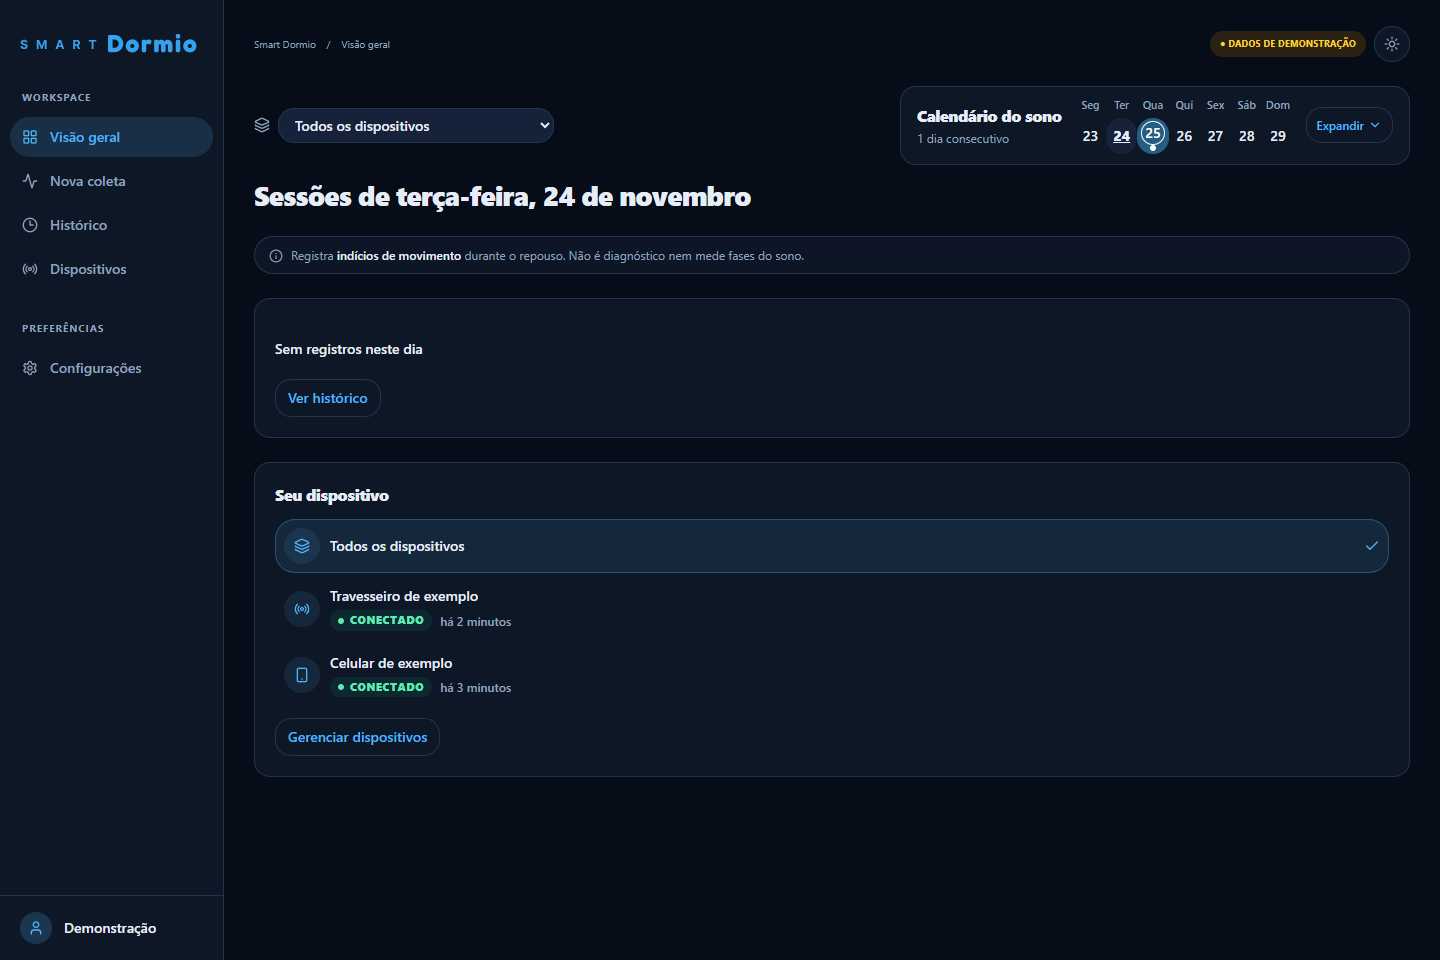 SMART Dormio
WORKSPACE
Visão geral
Nova coleta
Histórico
Dispositivos
PREFERÊNCIAS
Configurações
Demonstração
Smart Dormio / Visão geral
DADOS DE DEMONSTRAÇÃO
Todos os dispositivos
Calendário do sono
1 dia consecutivo
Seg Ter Qua Qui Sex Sáb Dom
23 24 25 26 27 28 29
Expandir
Sessões de terça-feira, 24 de novembro
Registra indícios de movimento durante o repouso. Não é diagnóstico nem mede fases do sono.
Sem registros neste dia
Ver histórico
Seu dispositivo
Todos os dispositivos
Travesseiro de exemplo
CONECTADO há 2 minutos
Celular de exemplo
CONECTADO há 3 minutos
Gerenciar dispositivos